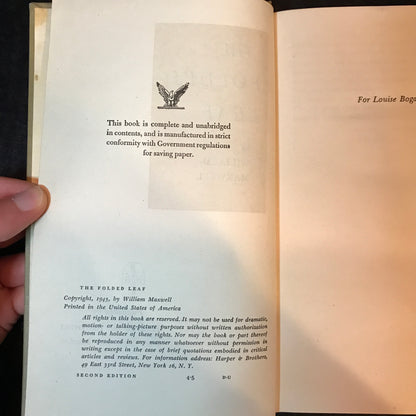 This book is complete and unabridged
in contents, and is manufactured in strict
conformity with Government regulations
for saving paper.
THE FOLDED LEAF
Copyright, 1945, by William Maxwell
Printed in the United States of America
All rights in this book are reserved. It may not be used for dramatic,
motion- or talking-picture purposes without written authorization
from the holder of these rights. Nor may the book or part thereof
be reproduced in any manner whatsoever without permission in
writing except in the case of brief quotations embodied in critical
articles and reviews. For information address: Harper & Brothers,
49 East 33rd Street, New York 16, N. Y.
SECOND EDITION 4-5 D-U
For Louise Boga